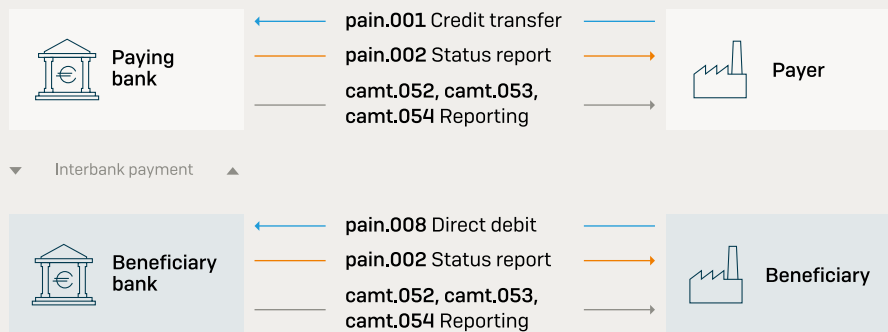 pain.001 Credit transfer
Paying
bank
pain.002 Status report
Payer
camt.052, camt.053,
camt.054 Reporting
Interbank payment
pain.008 Direct debit
Beneficiary
bank
pain.002 Status report
Beneficiary
camt.052, camt.053,
camt.054 Reporting